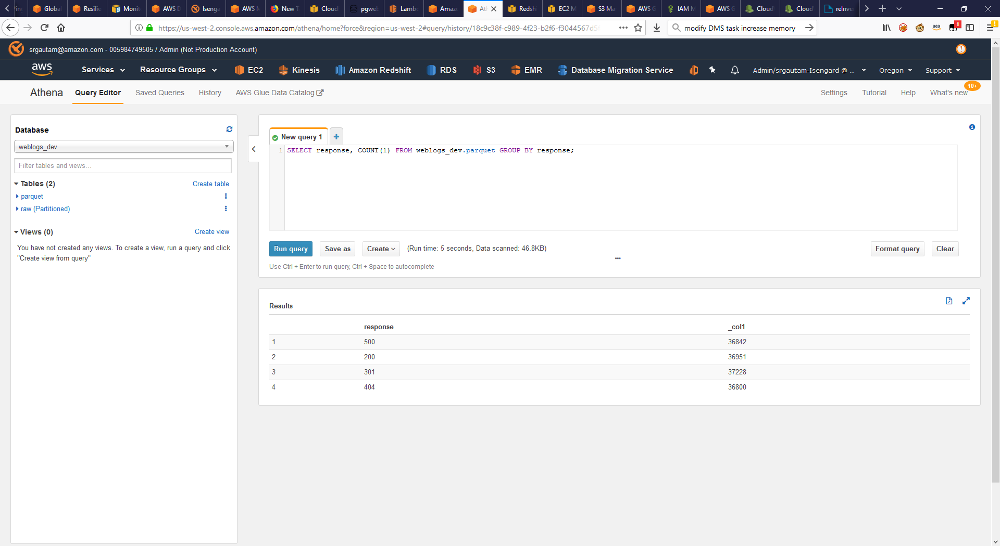 Global
Resilie
Monit
AWS D
Isenga
AWS M
New T
Cloud
pgweb
Lamb
Amaz
Ath
Redsh
EC2 M
S3 Ma
AWS G
IAM M
AWS G
Cloud
Cloud
reInve
https://us-west-2.console.aws.amazon.com/athena/home?force&region=us-west-2#query/history/18c9c38f-c989-4f23-b2f6-f3044567d5
modify DMS task increase memory
aea
1
srgautam@amazon.com - 005984749505 / Admin (Not Production Account)
aws
Services
Resource Groups
EC2
Kinesis
Amazon Redshift
RDS
S3
EMR
Database Migration Service
Admin/srgautam-Isengard @ ...
Oregon
Support
Athena
Query Editor
Saved Queries
History
AWS Glue Data Catalog
Settings
Tutorial
Help
What's new
10+
Database
weblogs_dev
Filter tables and views...
Tables (2)
Create table
parquet
raw (Partitioned)
Views (0)
Create view
You have not created any views. To create a view, run a query and click
"Create view from query"
New query 1
1 SELECT response, COUNT(1) FROM weblogs_dev.parquet GROUP BY response;
Run query
Save as
Create
(Run time: 5 seconds, Data scanned: 46.8KB)
Format query
Clear
Use Ctrl + Enter to run query, Ctrl + Space to autocomplete
Results
response _col1
1 500 36842
2 200 36951
3 301 37228
4 404 36800